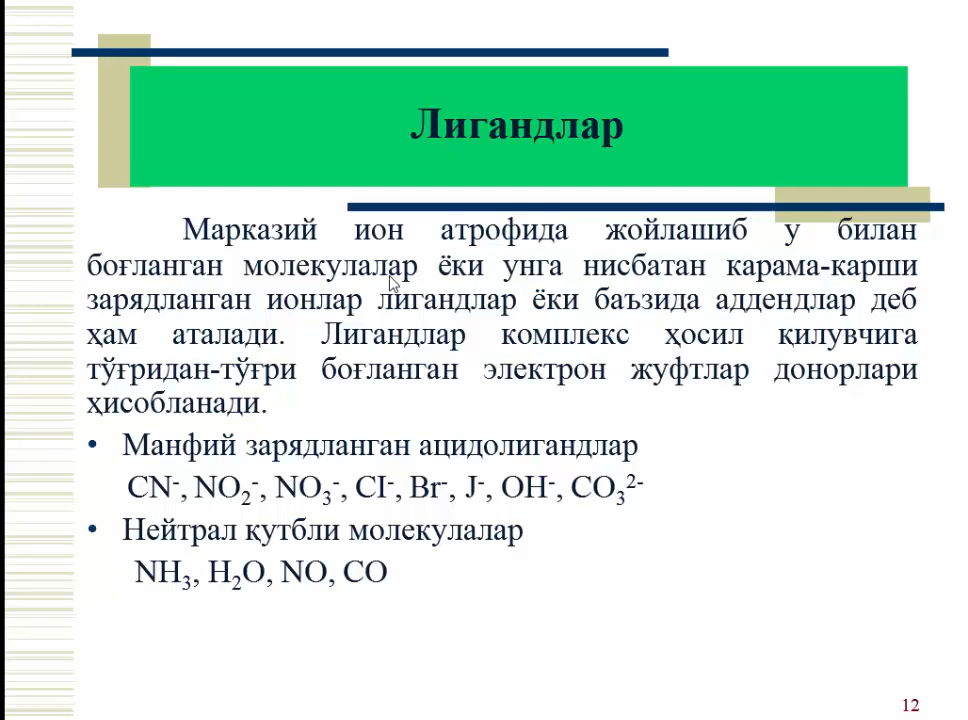 Лигандлар
Марказий ион атрофида жойлашиб у билан
боғланган молекулалар ёки унга нисбатан карама-карши
зарядланган ионлар лигандлар ёки баъзида аддендлар деб
ҳам аталади. Лигандлар комплекс ҳосил қилувчига
тўғридан-тўғри боғланган электрон жуфтлар донорлари
ҳисобланади.
• Манфий зарядланган ацидолигандлар
CN⁻, NO₂⁻, NO₃⁻, CI⁻, Br⁻, J⁻, OH⁻, CO₃²⁻
• Нейтрал қутбли молекулалар
NH₃, H₂O, NO, CO
12